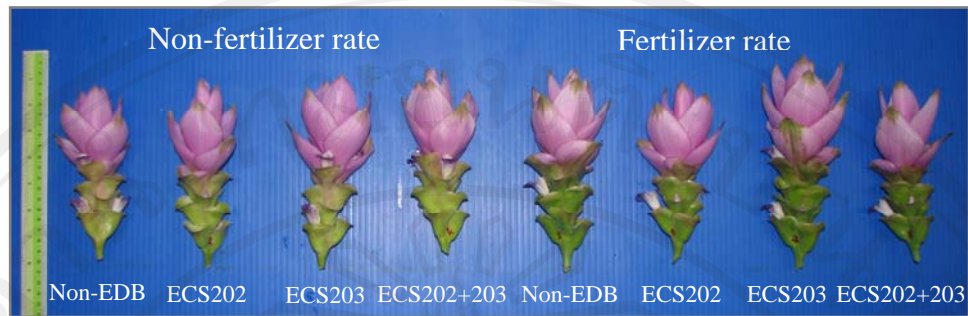 Non-fertilizer rate
Fertilizer rate
Non-EDB
ECS202
ECS203
ECS202+203
Non-EDB
ECS202
ECS203
ECS202+203